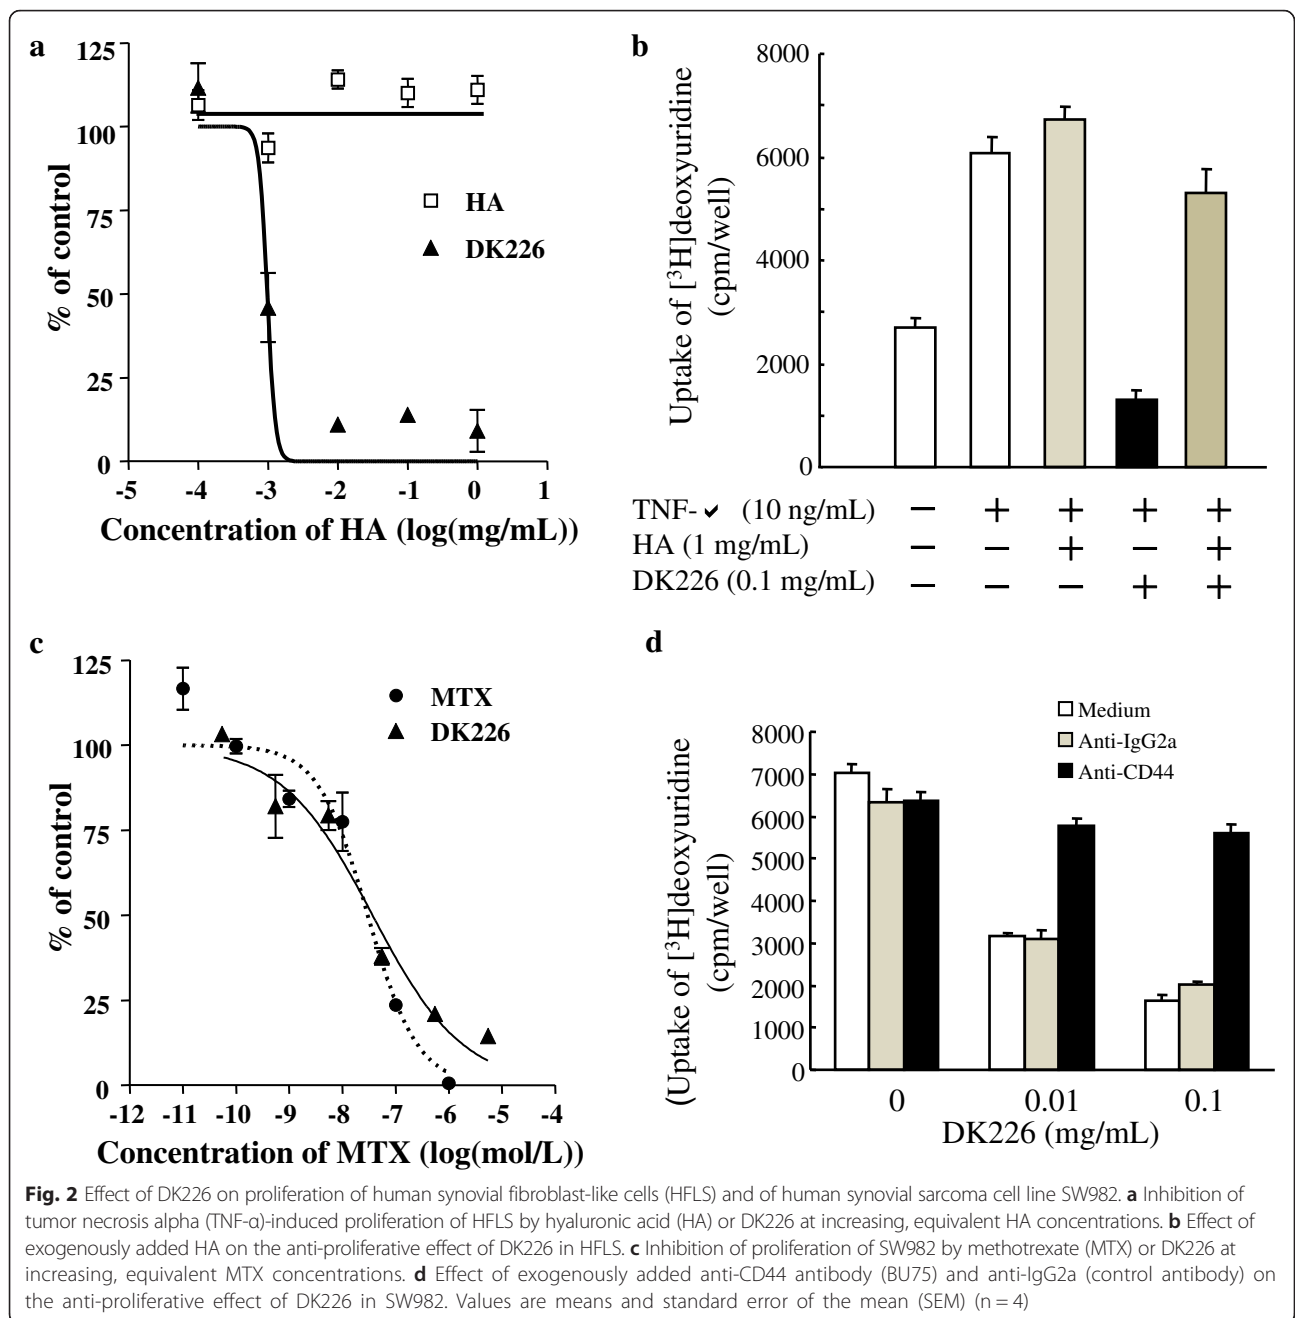 a
125
100
75
50
25
0
% of control
HA
DK226
-5 -4 -3 -2 -1 0 1
Concentration of HA (log(mg/mL))
b
8000
6000
4000
2000
0
Uptake of [³H]deoxyuridine
(cpm/well)
TNF- (10 ng/mL) − + + + +
HA (1 mg/mL) − − + − +
DK226 (0.1 mg/mL) − − − + +
c
125
100
75
50
25
0
% of control
MTX
DK226
-12 -11 -10 -9 -8 -7 -6 -5 -4
Concentration of MTX (log(mol/L))
d
Medium
Anti-IgG2a
Anti-CD44
8000
7000
6000
5000
4000
3000
2000
1000
0
(Uptake of [³H]deoxyuridine
(cpm/well)
0 0.01 0.1
DK226 (mg/mL)
Fig. 2 Effect of DK226 on proliferation of human synovial fibroblast-like cells (HFLS) and of human synovial sarcoma cell line SW982. a Inhibition of
tumor necrosis alpha (TNF-α)-induced proliferation of HFLS by hyaluronic acid (HA) or DK226 at increasing, equivalent HA concentrations. b Effect of
exogenously added HA on the anti-proliferative effect of DK226 in HFLS. c Inhibition of proliferation of SW982 by methotrexate (MTX) or DK226 at
increasing, equivalent MTX concentrations. d Effect of exogenously added anti-CD44 antibody (BU75) and anti-IgG2a (control antibody) on
the anti-proliferative effect of DK226 in SW982. Values are means and standard error of the mean (SEM) (n = 4)